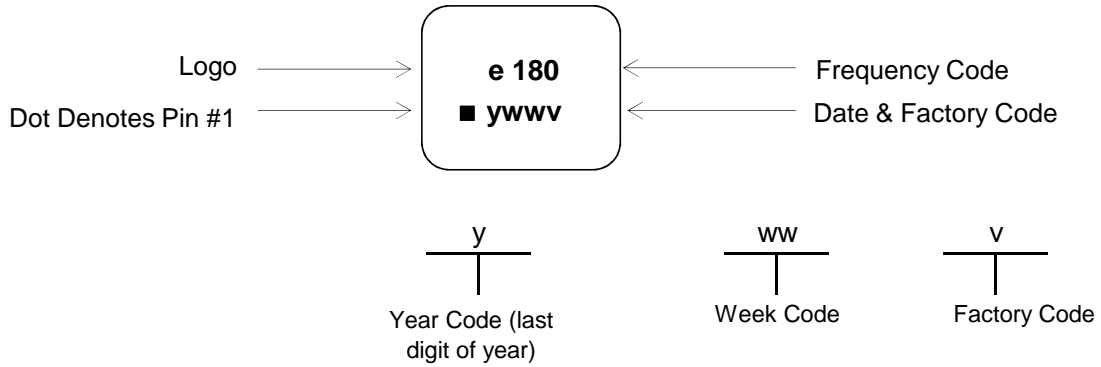 Logo
e 180
Frequency Code
Dot Denotes Pin #1
■ ywwv
Date & Factory Code
y
ww
v
Year Code (last
digit of year)
Week Code
Factory Code